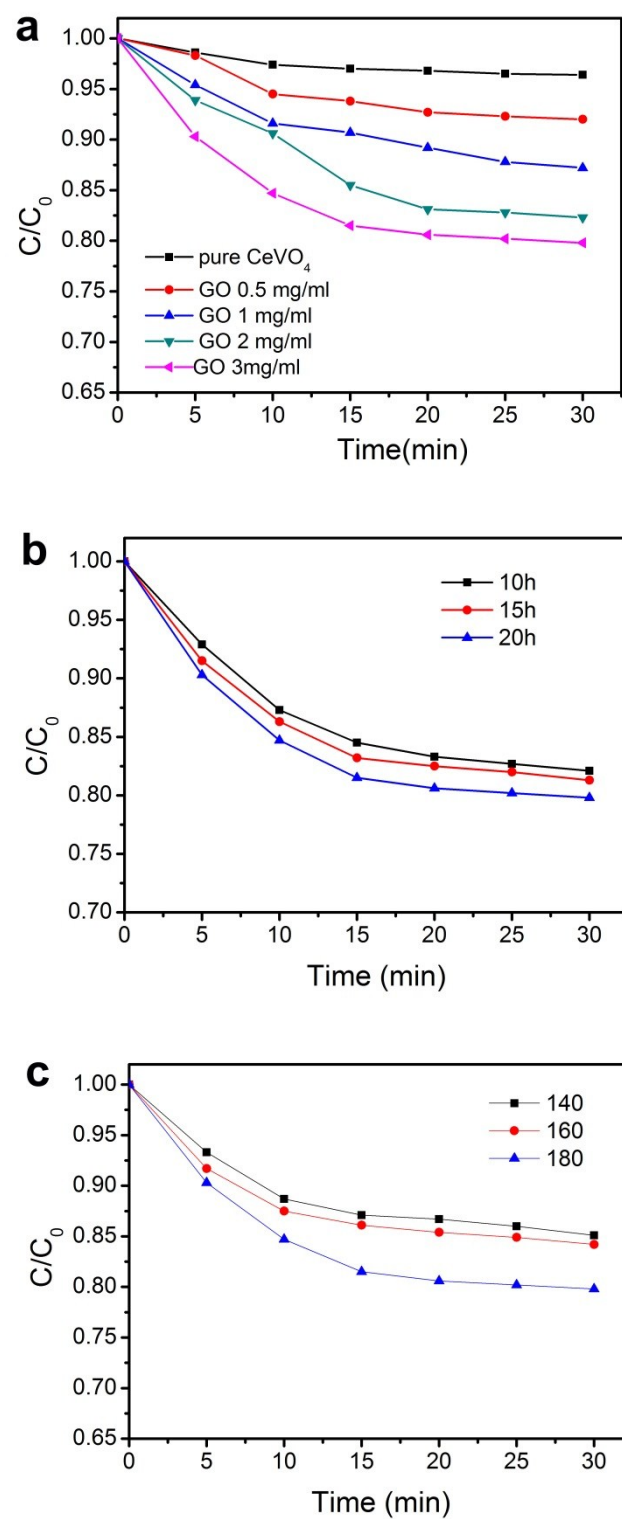 a
1.00
0.95
0.90
0.85
0.80
0.75
0.70
0.65
C/C₀
pure CeVO₄
GO 0.5 mg/ml
GO 1 mg/ml
GO 2 mg/ml
GO 3mg/ml
0 5 10 15 20 25 30
Time(min)
b
1.00
0.95
0.90
0.85
0.80
0.75
0.70
C/C₀
10h
15h
20h
0 5 10 15 20 25 30
Time (min)
c
1.00
0.95
0.90
0.85
0.80
0.75
0.70
0.65
C/C₀
140
160
180
0 5 10 15 20 25 30
Time (min)